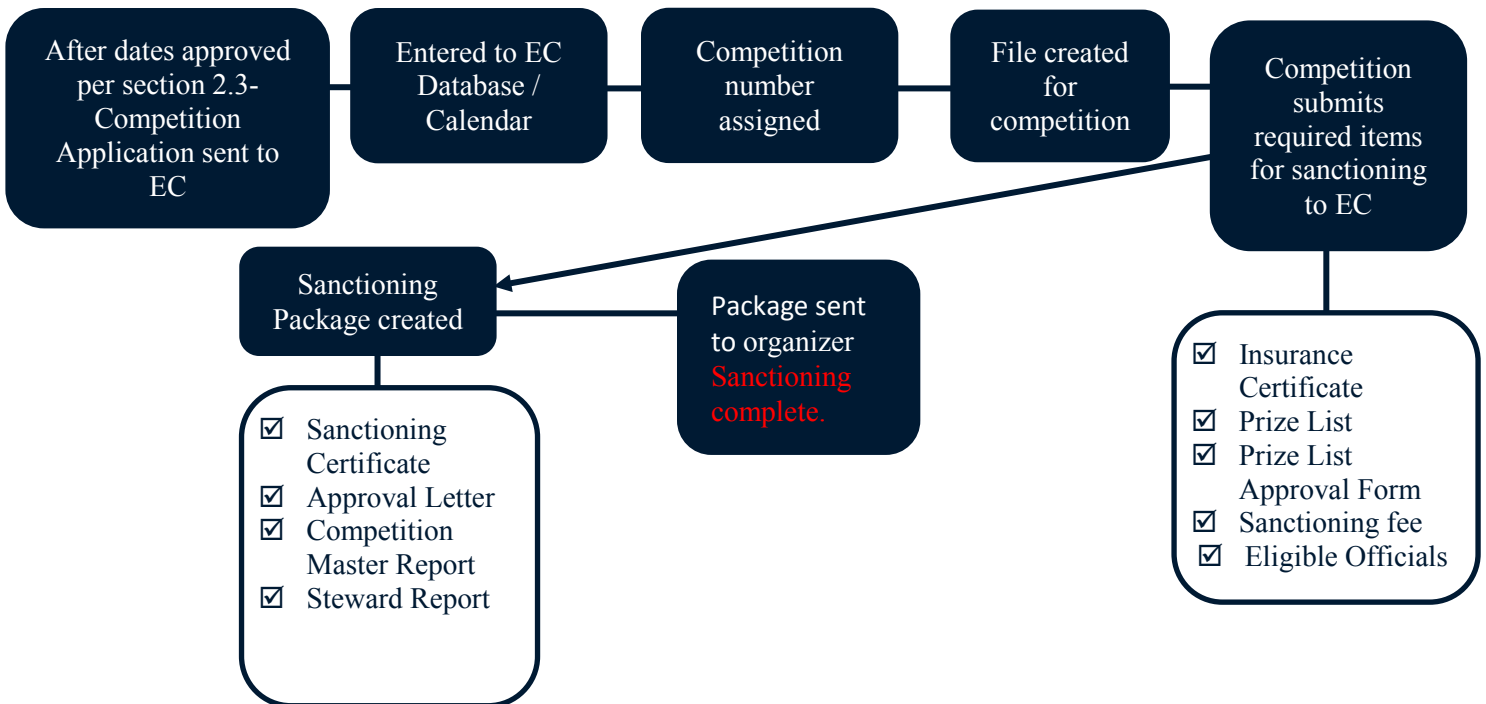 After dates approved
per section 2.3-
Competition
Application sent to
EC
Entered to EC
Database /
Calendar
Competition
number
assigned
File created
for
competition
Competition
submits
required items
for sanctioning
to EC
Sanctioning
Package created
Package sent
to organizer
Sanctioning
complete.
☑ Insurance
Certificate
☑ Prize List
☑ Prize List
Approval Form
☑ Sanctioning fee
☑ Eligible Officials
☑ Sanctioning
Certificate
☑ Approval Letter
☑ Competition
Master Report
☑ Steward Report